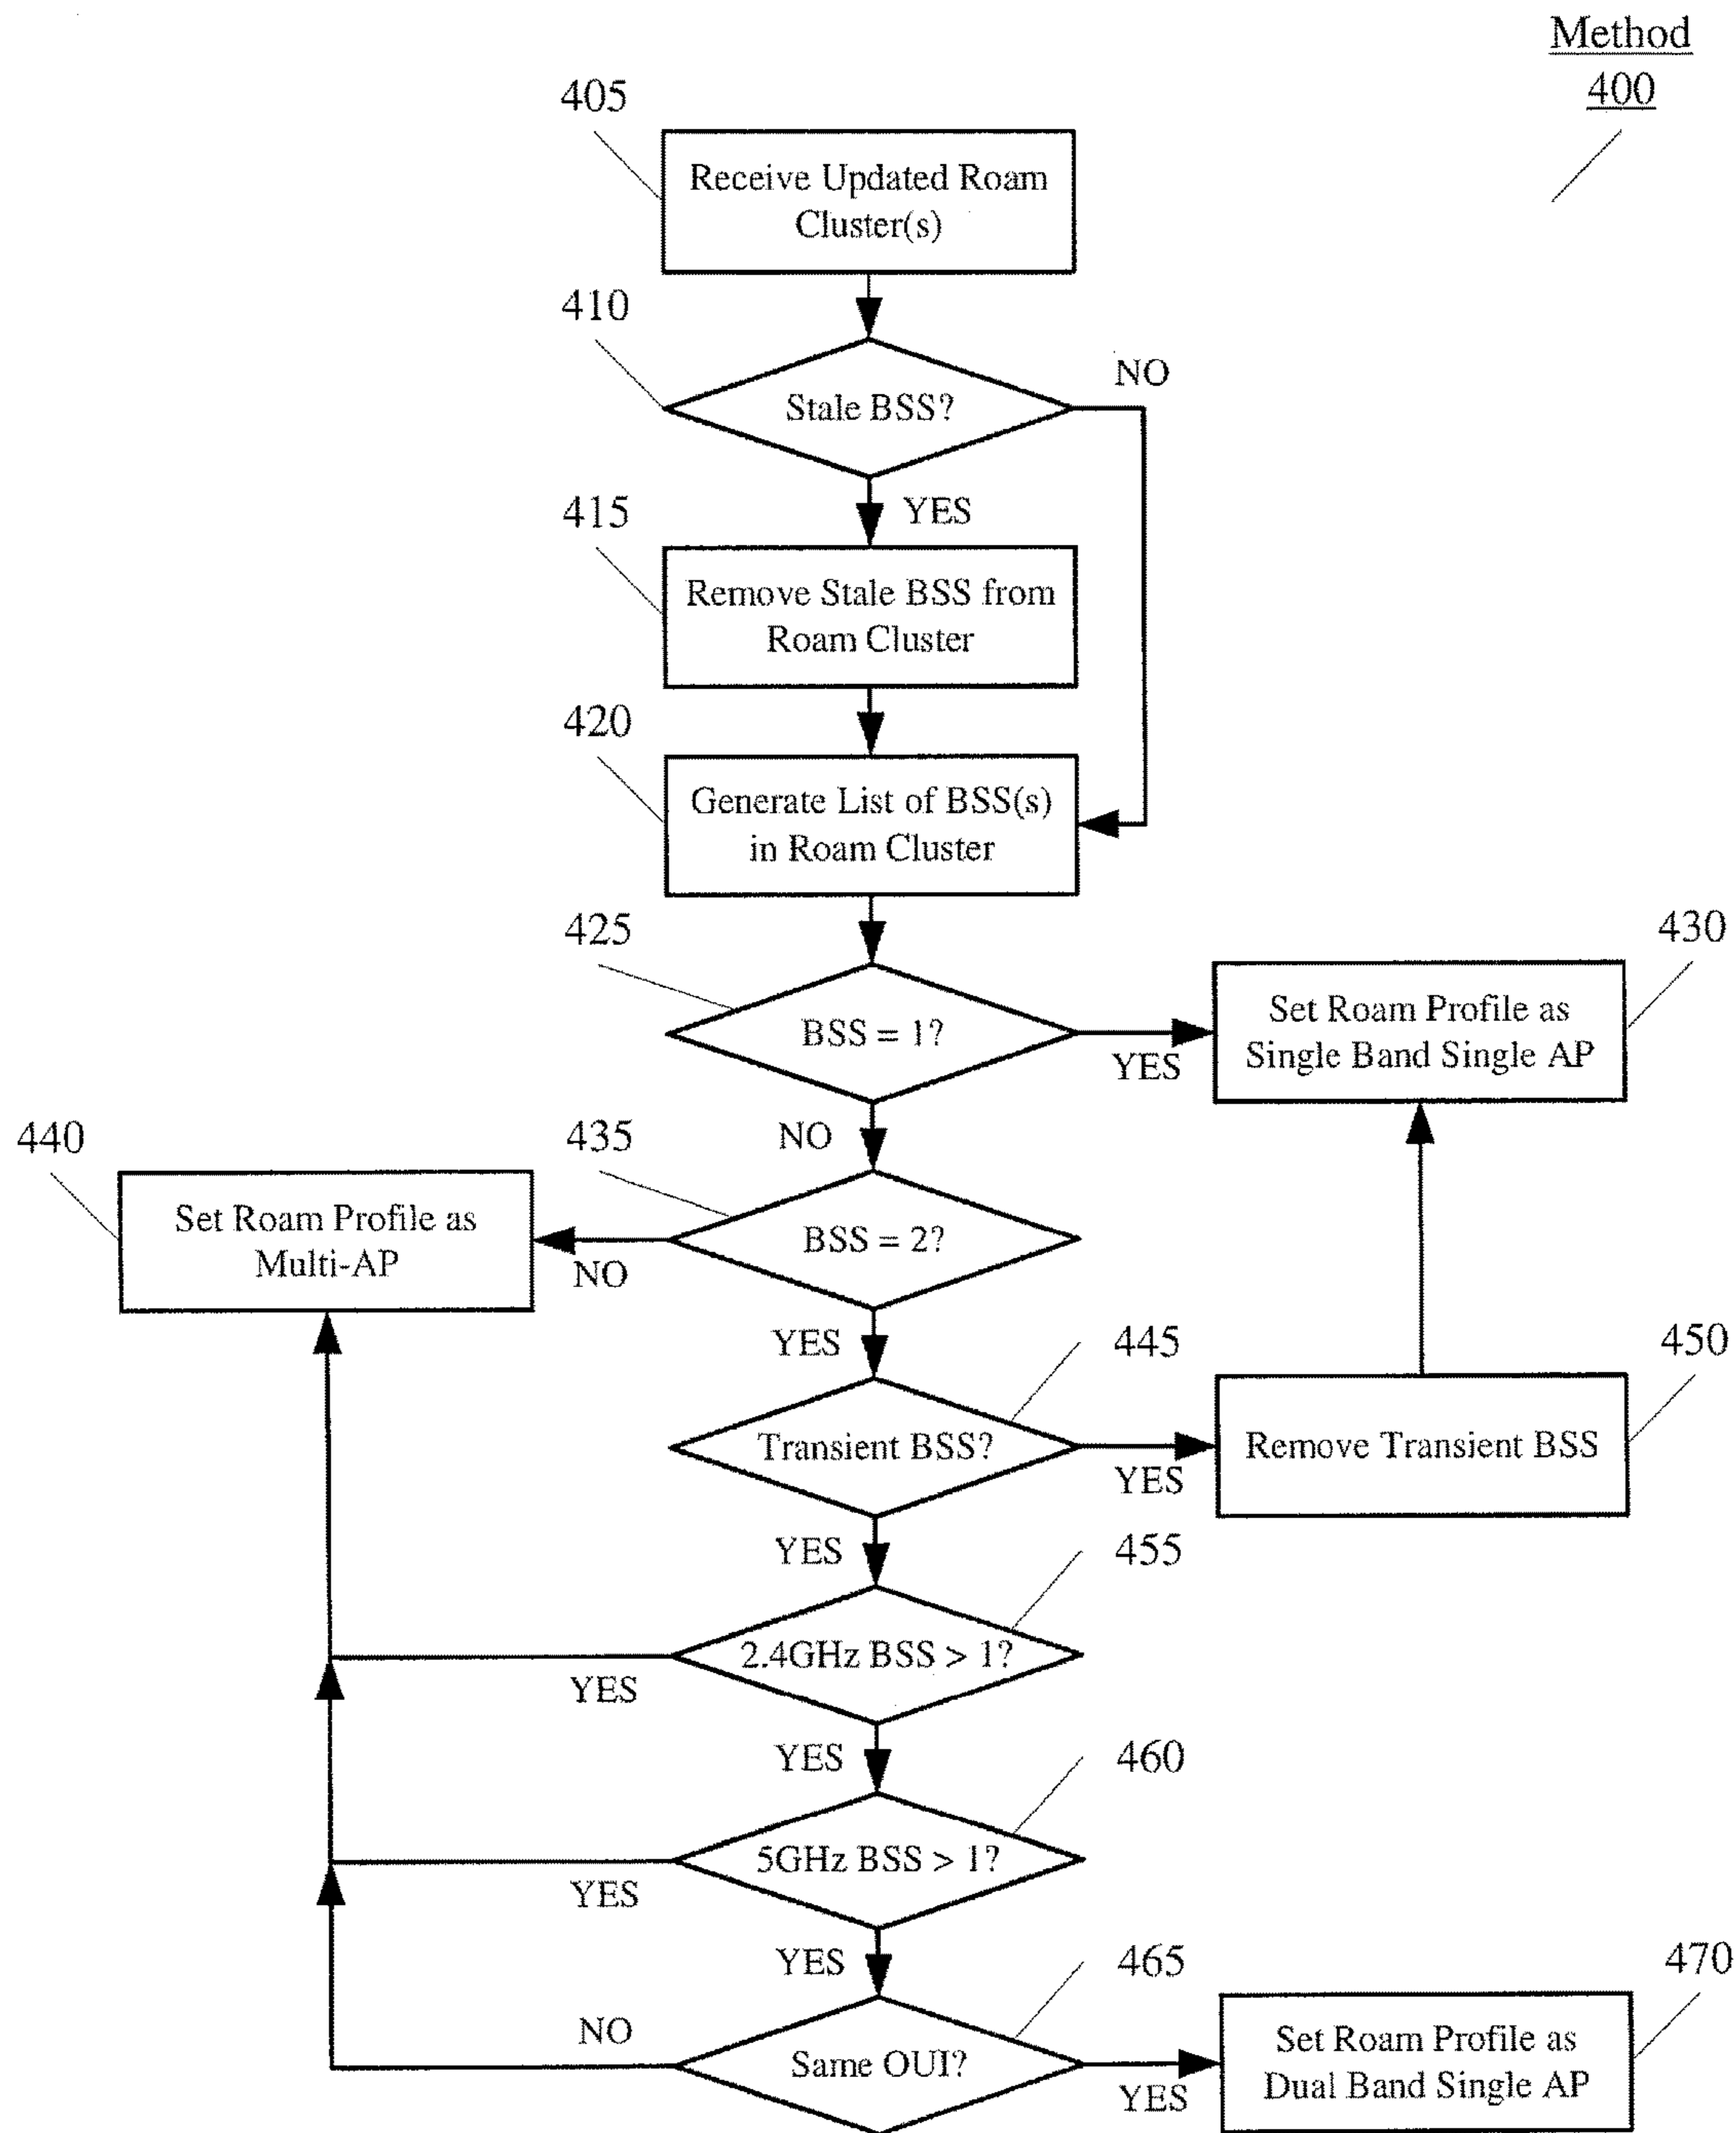 Method
400
405
Receive Updated Roam
Cluster(s)
410
NO
Stale BSS?
415
YES
Remove Stale BSS from
Roam Cluster
420
Generate List of BSS(s)
in Roam Cluster
425
430
BSS = 1?
YES
Set Roam Profile as
Single Band Single AP
440
NO
435
Set Roam Profile as
Multi-AP
NO
BSS = 2?
YES
445
450
Transient BSS?
YES
Remove Transient BSS
YES
455
2.4GHz BSS > 1?
YES
YES
460
5GHz BSS > 1?
YES
YES
465
470
NO
Same OUI?
YES
Set Roam Profile as
Dual Band Single AP